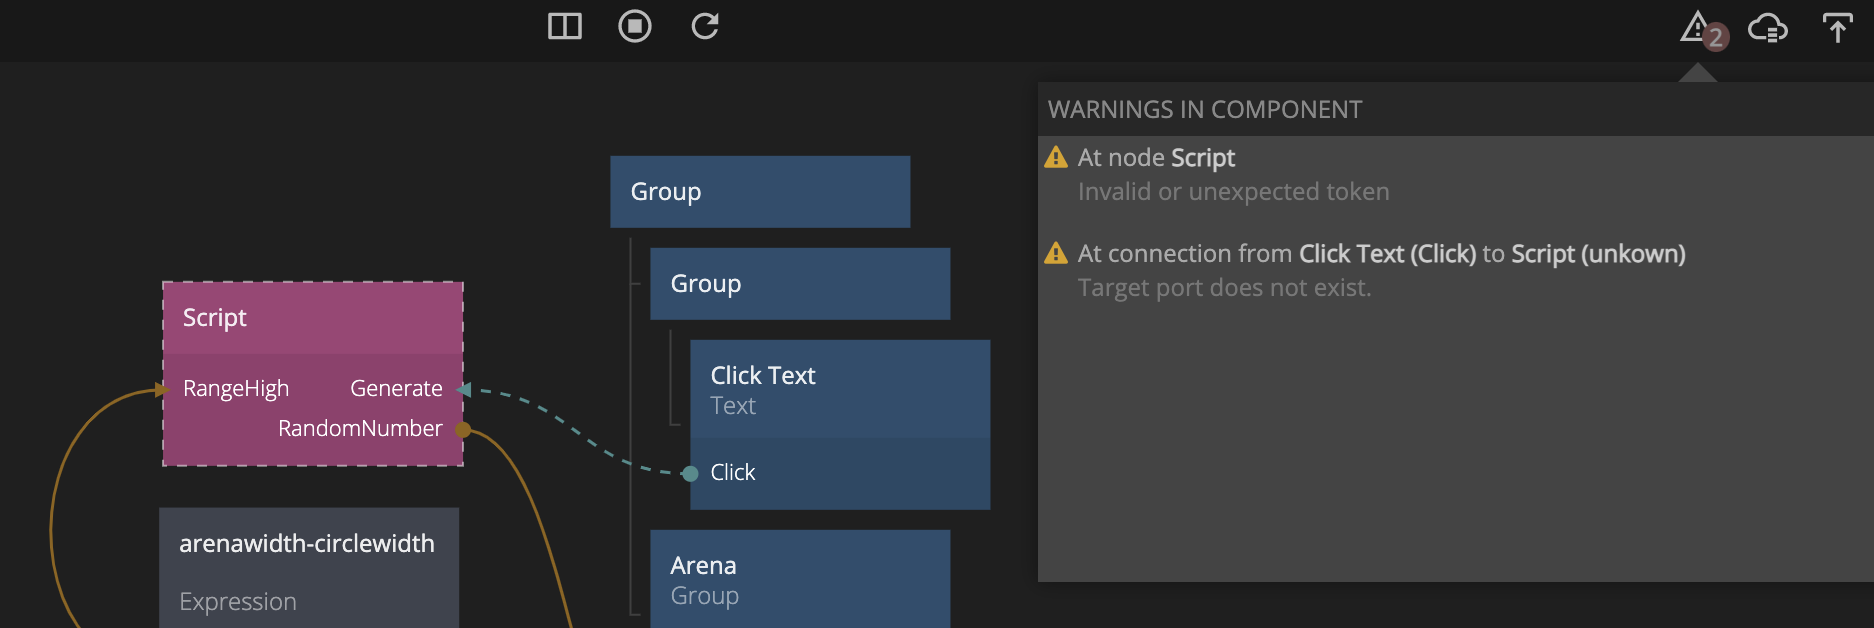 2
WARNINGS IN COMPONENT
At node Script
Invalid or unexpected token
At connection from Click Text (Click) to Script (unkown)
Target port does not exist.
Group
Group
Script
RangeHigh Generate
RandomNumber
Click Text
Text
Click
arenawidth-circlewidth
Expression
Arena
Group